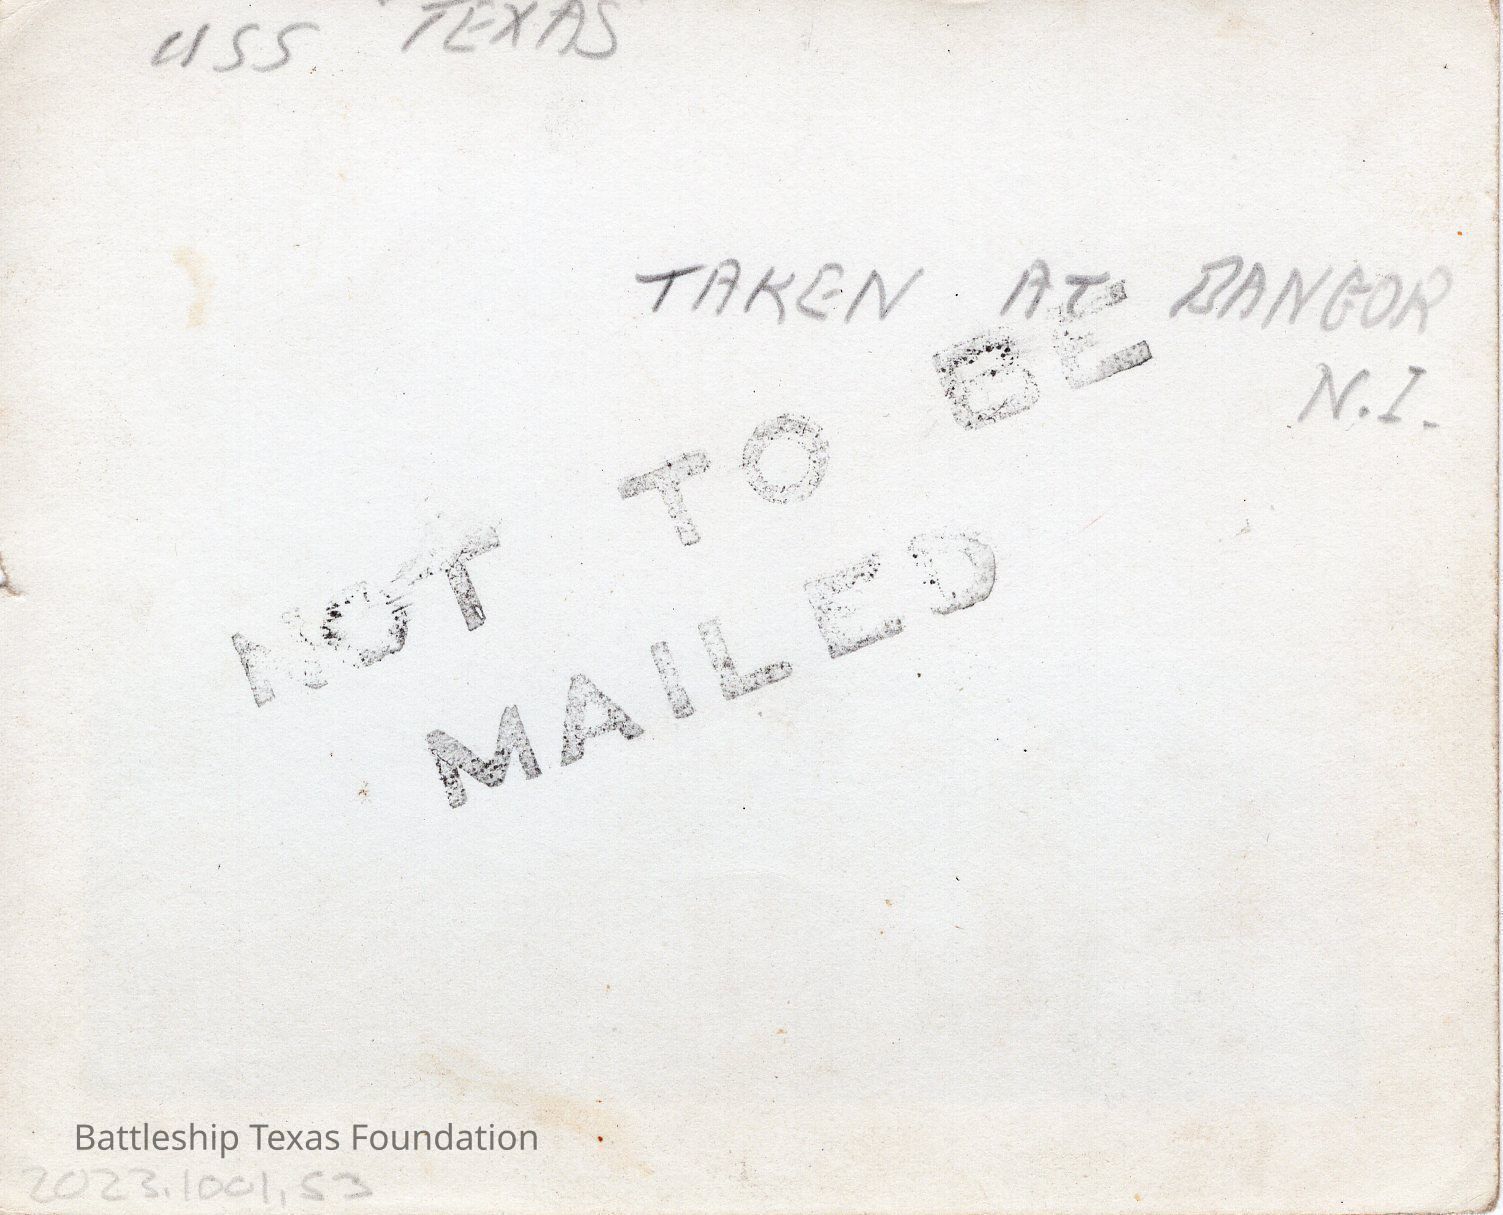 USS TEXAS
TAKEN AT BANGOR
N.I.
NOT TO BE
MAILED
Battleship Texas Foundation
2023.1001.53